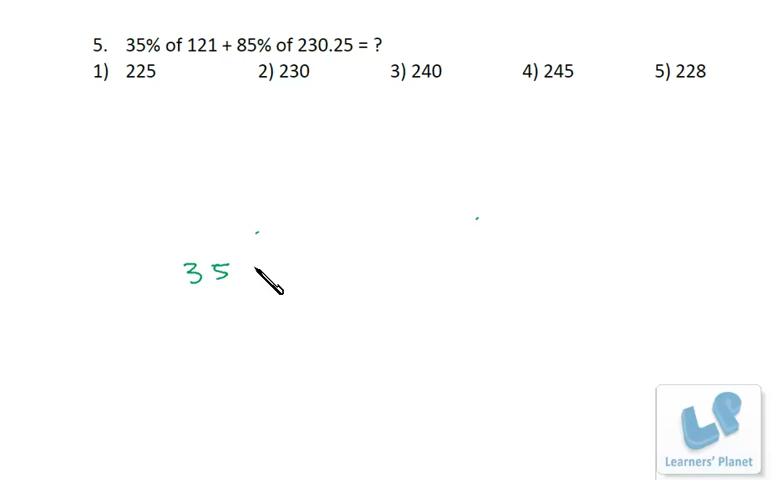 5. 35% of 121 + 85% of 230.25 = ?
1) 225 2) 230 3) 240 4) 245 5) 228
35
LP
Learners' Planet